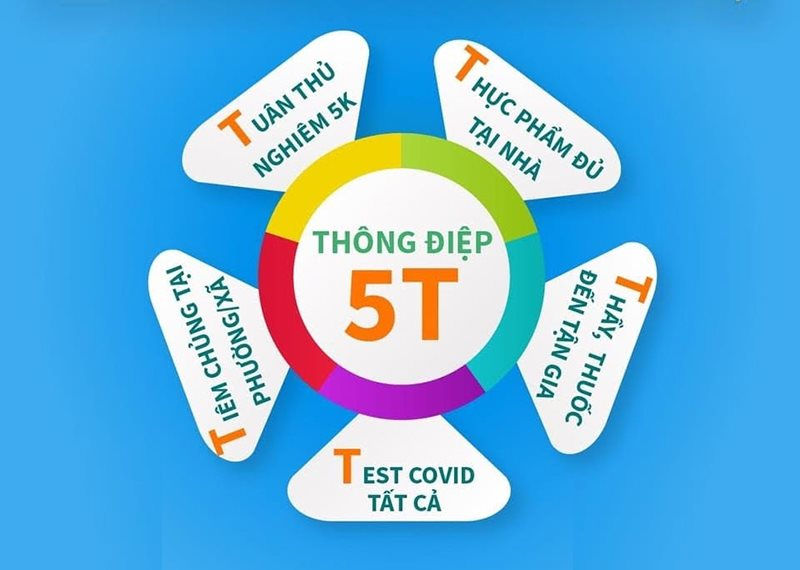 THÔNG ĐIỆP
5T
TUÂN THỦ
NGHIÊM 5K
THỰC PHẨM ĐỦ
TẠI NHÀ
THẦY, THUỐC
ĐẾN TẬN GIA
TEST COVID
TẤT CẢ
TIÊM CHỦNG TẠI
PHƯỜNG/XÃ